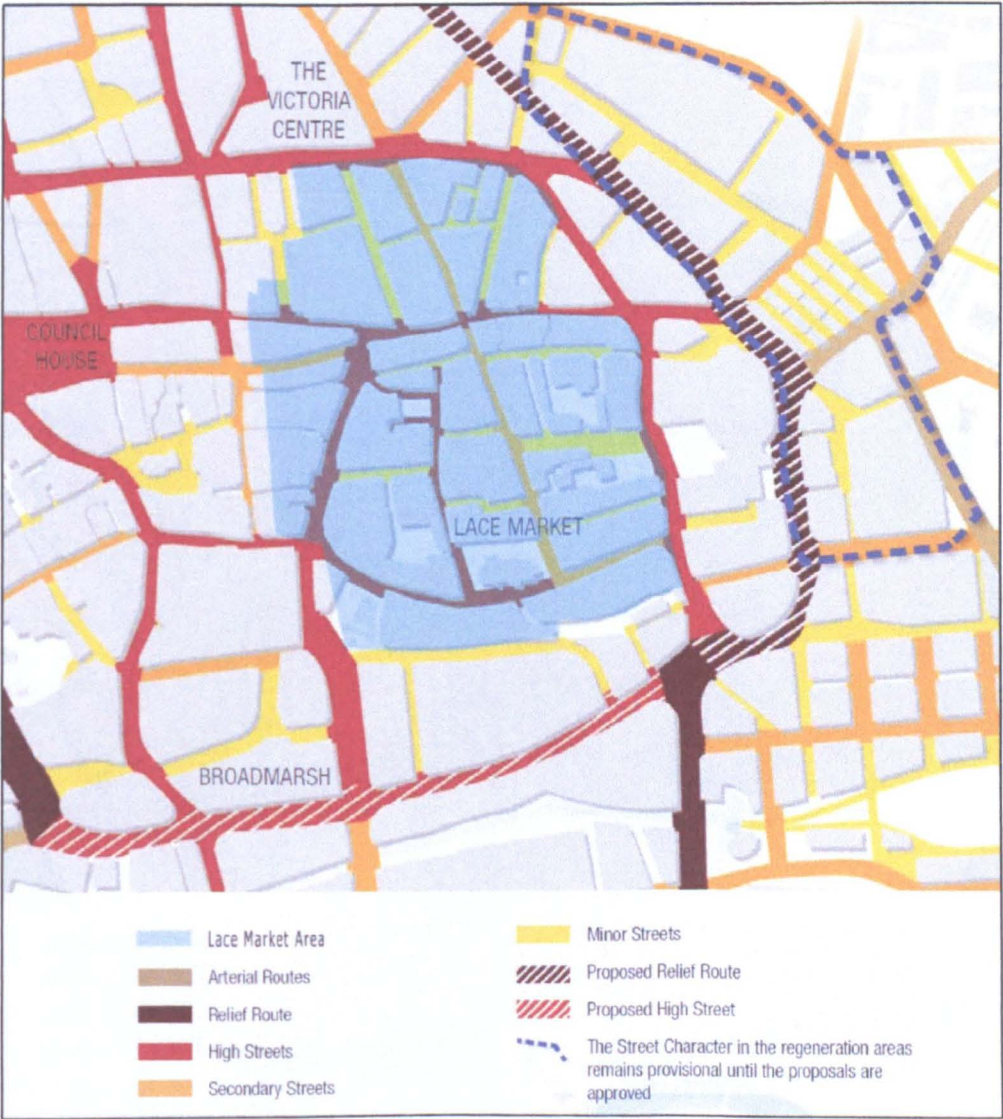 THE
VICTORIA
CENTRE
COUNCIL
HOUSE
LACE MARKET
BROADMARSH
Lace Market Area
Arterial Routes
Relief Route
High Streets
Secondary Streets
Minor Streets
Proposed Relief Route
Proposed High Street
The Street Character in the regeneration areas
remains provisional until the proposals are
approved